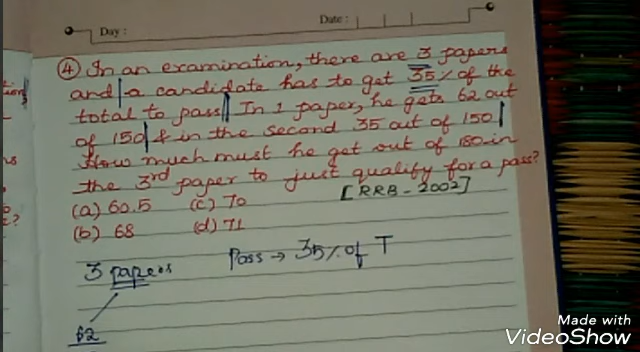 Day :
Date :
④ In an examination, there are 3 papers
and a candidate has to get 35% of the
total to pass. In 1 paper, he gets 62 out
of 150 & in the second 35 out of 150
How much must he get out of 180 in
the 3rd paper to just qualify for a pass?
(a) 60.5 (c) 70 [RRB-2002]
(b) 68 (d) 71
3 papers Pass → 35% of T
62
Made with
VideoShow